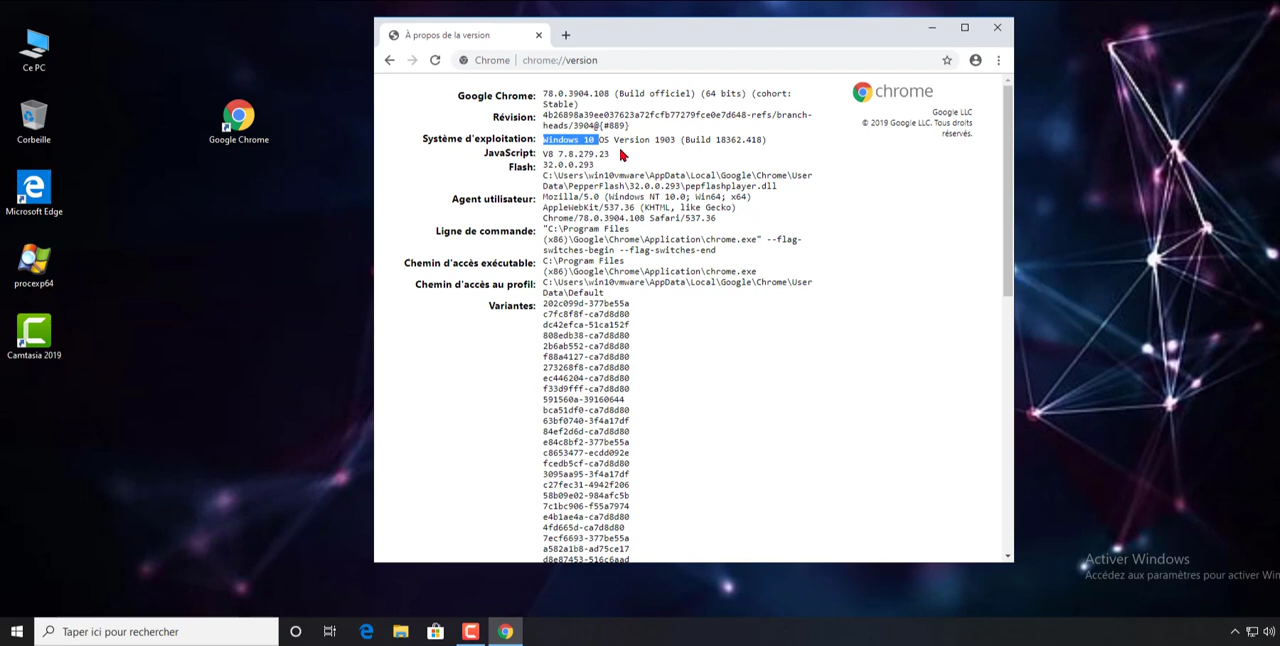 Ce PC
Corbeille
Microsoft Edge
procexp64
Camtasia 2019
Google Chrome
À propos de la version
Chrome
chrome://version
chrome
Google LLC
© 2019 Google LLC. Tous droits
réservés.
Google Chrome: 78.0.3904.108 (Build officiel) (64 bits) (cohort:
Stable)
Révision: 4b26898a39ee037623a72fcfb77279fce0e7d648-refs/branch-
heads/3904@{#889}
Système d'exploitation: Windows 10 OS Version 1903 (Build 18362.418)
JavaScript: V8 7.8.279.23
Flash: 32.0.0.293
C:\Users\win10vmware\AppData\Local\Google\Chrome\User
Data\PepperFlash\32.0.0.293\pepflashplayer.dll
Agent utilisateur: Mozilla/5.0 (Windows NT 10.0; Win64; x64)
AppleWebKit/537.36 (KHTML, like Gecko)
Chrome/78.0.3904.108 Safari/537.36
Ligne de commande: "C:\Program Files
(x86)\Google\Chrome\Application\chrome.exe" --flag-
switches-begin --flag-switches-end
Chemin d'accès exécutable: C:\Program Files
(x86)\Google\Chrome\Application\chrome.exe
Chemin d'accès au profil: C:\Users\win10vmware\AppData\Local\Google\Chrome\User
Data\Default
Variantes: 202c099d-377be55a
c7fc8f8f-ca7d8d80
dc42efca-51ca152f
808edb38-ca7d8d80
2b6ab552-ca7d8d80
f88a4127-ca7d8d80
273268f8-ca7d8d80
ec446204-ca7d8d80
f33d9fff-ca7d8d80
591560a-39160644
bca51df0-ca7d8d80
63bf0740-3f4a17df
84ef2d6d-ca7d8d80
e84c8bf2-377be55a
c8653477-ecdd092e
fcedb5cf-ca7d8d80
3095aa95-3f4a17df
c27fec31-4942f206
58b09e02-984afc5b
7c1bc906-f55a7974
e4b1ae4a-ca7d8d80
4fd665d-ca7d8d80
7ecf6693-377be55a
a582a1b8-ad75ce17
d8e87453-516c6aad
Activer Windows
Accédez aux paramètres pour activer Win
Taper ici pour rechercher